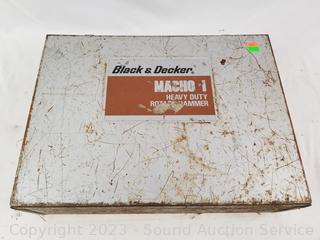 Black & Decker.
MACHO-1
HEAVY DUTY
ROTARY HAMMER
Copyright 2023 - Sound Auction Service